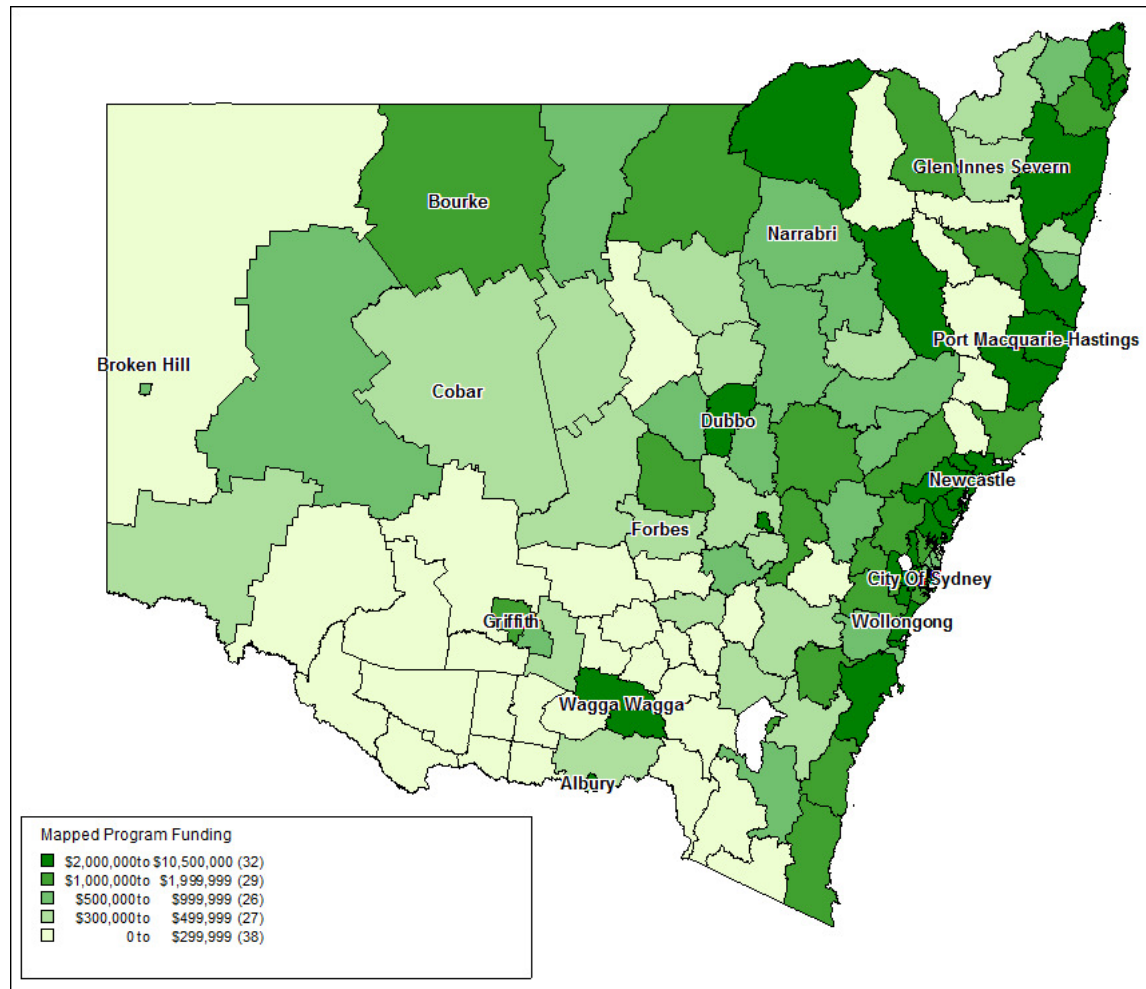 Glen Innes Severn
Bourke
Narrabri
Port Macquarie-Hastings
Broken Hill
Cobar
Dubbo
Newcastle
Forbes
City Of Sydney
Griffith
Wollongong
Wagga Wagga
Albury
Mapped Program Funding
$2,000,000to $10,500,000 (32)
$1,000,000to $1,999,999 (29)
$500,000to $999,999 (26)
$300,000to $499,999 (27)
0 to $299,999 (38)